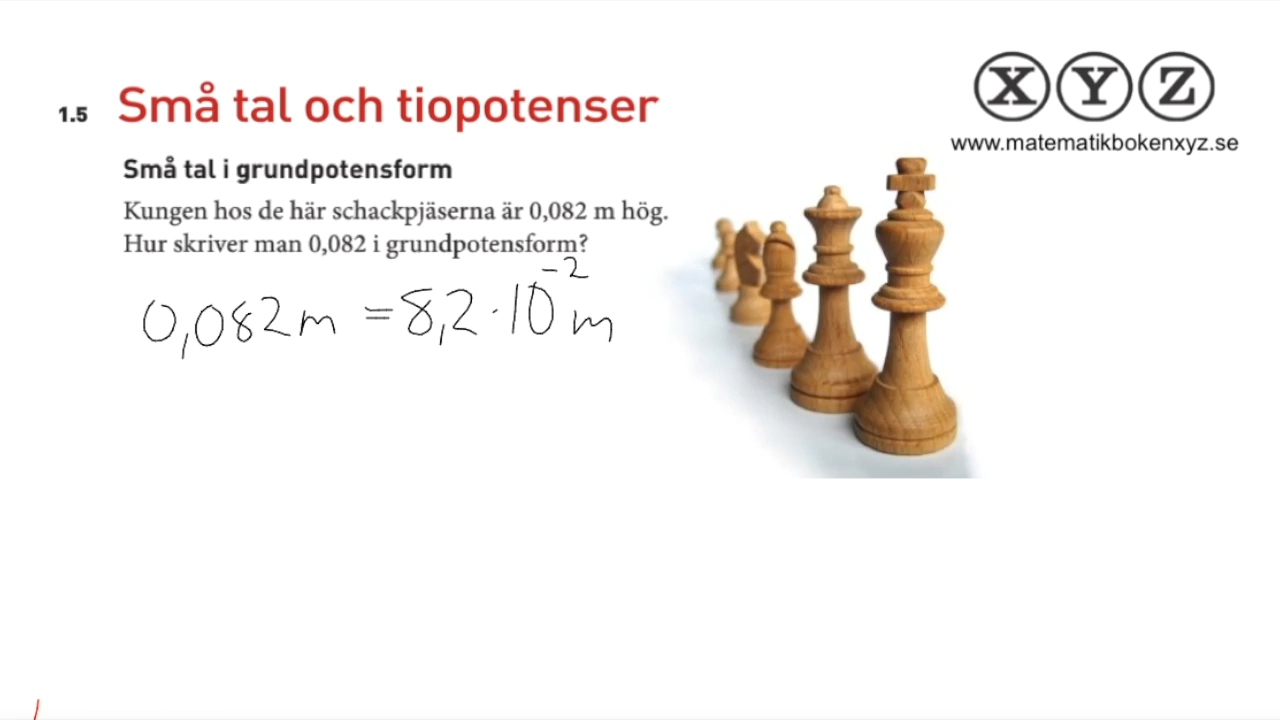 1.5 Små tal och tiopotenser
XYZ
www.matematikbokenxyz.se
Små tal i grundpotensform
Kungen hos de här schackpjäserna är 0,082 m hög.
Hur skriver man 0,082 i grundpotensform?
0,082 m = 8,2 · 10⁻² m